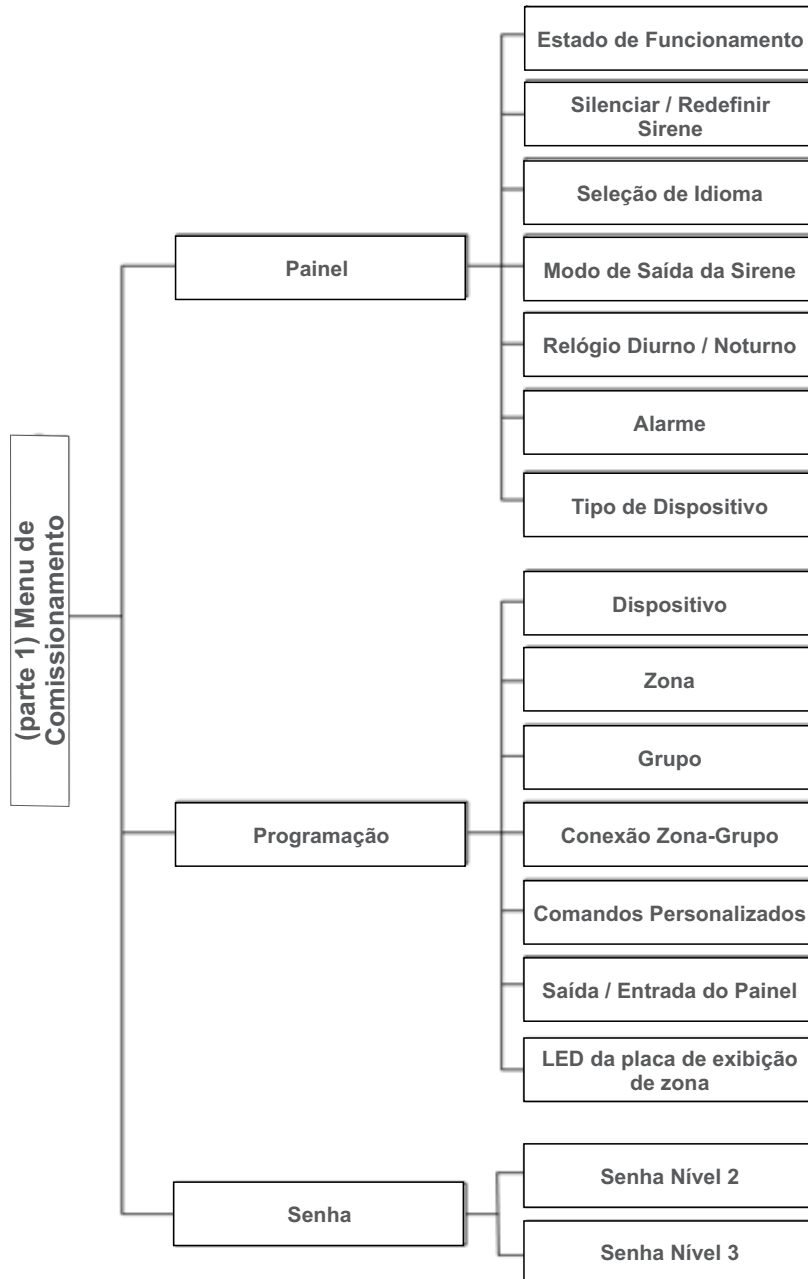 (parte 1) Menu de
Comissionamento
Painel
Estado de Funcionamento
Silenciar / Redefinir
Sirene
Seleção de Idioma
Modo de Saída da Sirene
Relógio Diurno / Noturno
Alarme
Tipo de Dispositivo
Programação
Dispositivo
Zona
Grupo
Conexão Zona-Grupo
Comandos Personalizados
Saída / Entrada do Painel
LED da placa de exibição
de zona
Senha
Senha Nível 2
Senha Nível 3